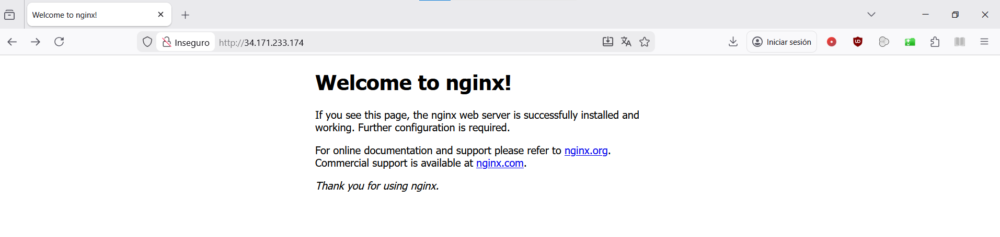 Welcome to nginx!
Inseguro http://34.171.233.174 Iniciar sesión
Welcome to nginx!
If you see this page, the nginx web server is successfully installed and
working. Further configuration is required.
For online documentation and support please refer to nginx.org.
Commercial support is available at nginx.com.
Thank you for using nginx.